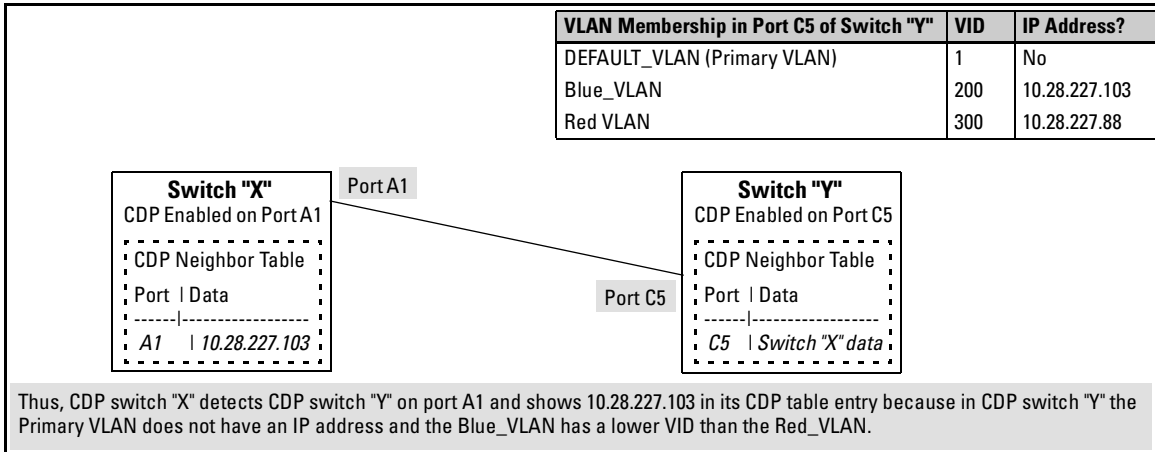 VLAN Membership in Port C5 of Switch "Y" VID IP Address?
DEFAULT_VLAN (Primary VLAN) 1 No
Blue_VLAN 200 10.28.227.103
Red VLAN 300 10.28.227.88
Switch "X"
CDP Enabled on Port A1
CDP Neighbor Table
Port | Data
------|------------------
A1 | 10.28.227.103
Port A1
Port C5
Switch "Y"
CDP Enabled on Port C5
CDP Neighbor Table
Port | Data
------|------------------
C5 | Switch "X" data
Thus, CDP switch "X" detects CDP switch "Y" on port A1 and shows 10.28.227.103 in its CDP table entry because in CDP switch "Y" the
Primary VLAN does not have an IP address and the Blue_VLAN has a lower VID than the Red_VLAN.